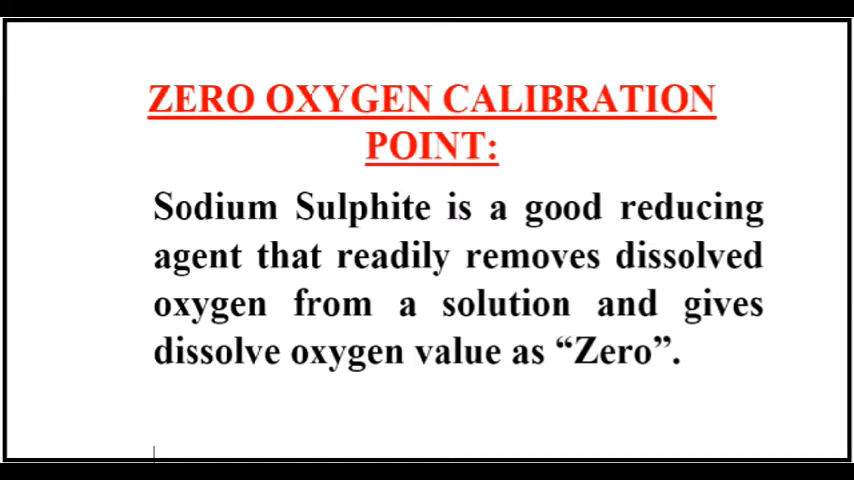 ZERO OXYGEN CALIBRATION
POINT:
Sodium Sulphite is a good reducing
agent that readily removes dissolved
oxygen from a solution and gives
dissolve oxygen value as “Zero”.